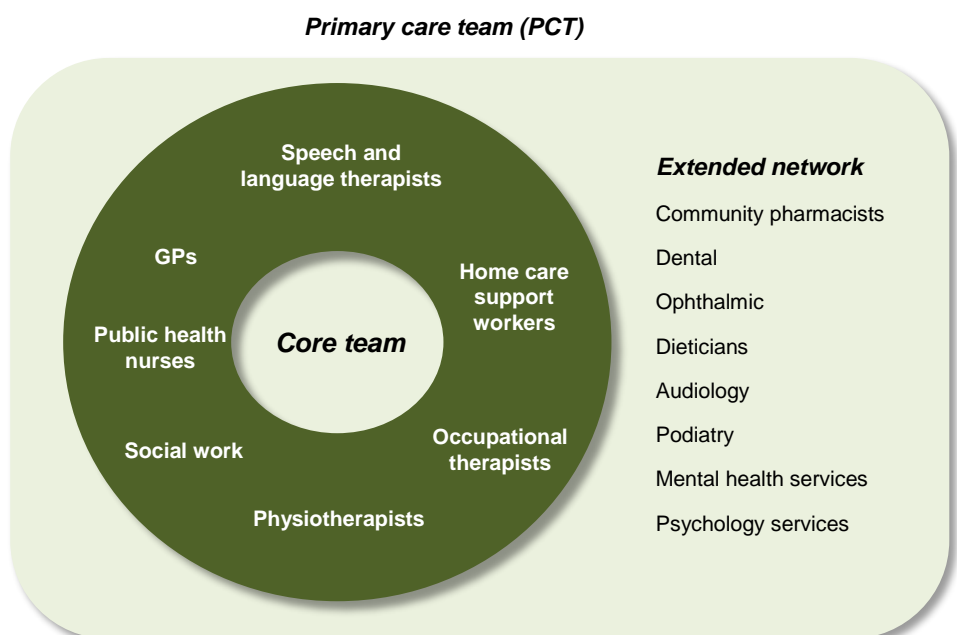 Primary care team (PCT)
Speech and
language therapists
GPs
Home care
support
workers
Public health
nurses
Core team
Social work
Occupational
therapists
Physiotherapists
Extended network
Community pharmacists
Dental
Ophthalmic
Dieticians
Audiology
Podiatry
Mental health services
Psychology services